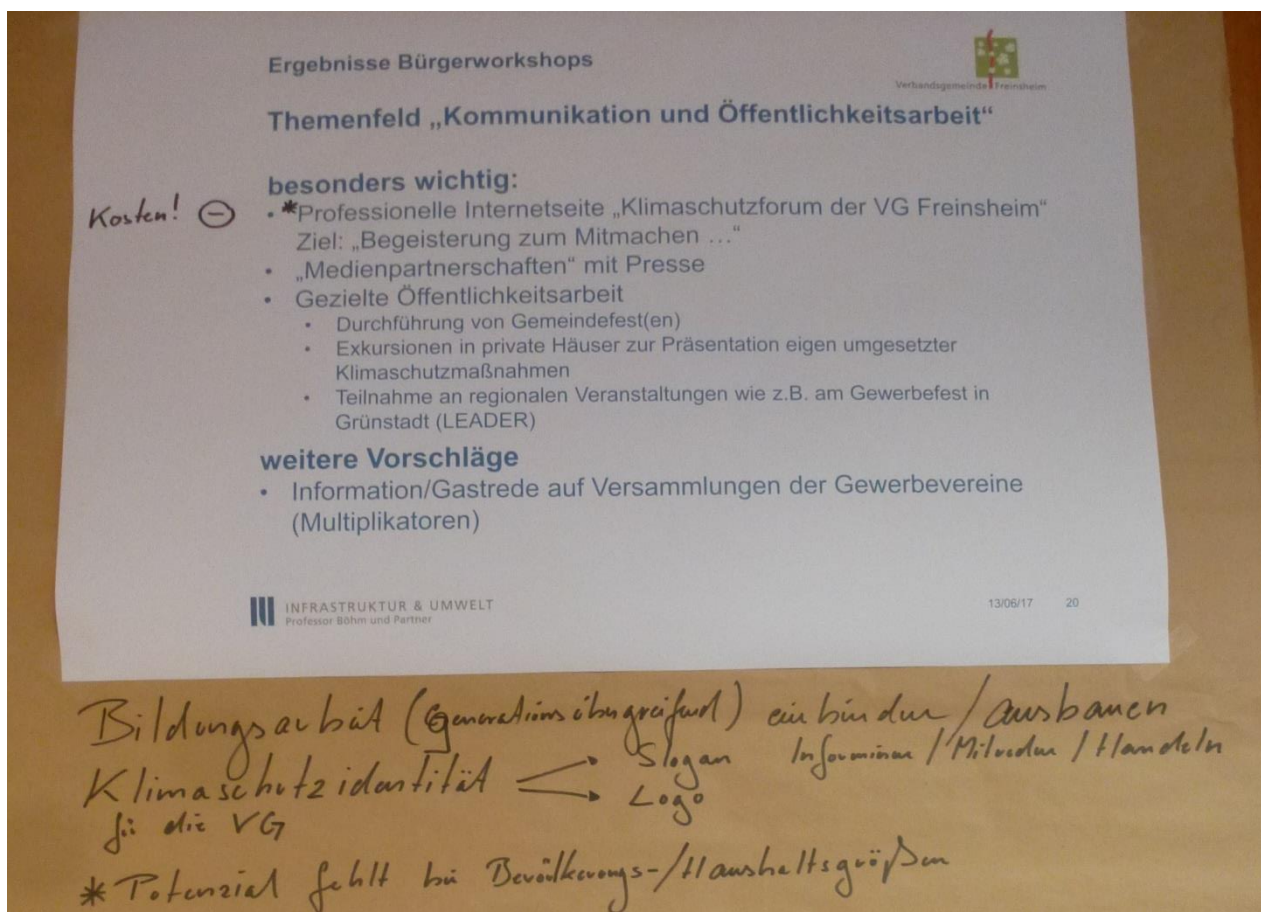 Ergebnisse Bürgerworkshops
Verbandsgemeinde Freinsheim
Themenfeld „Kommunikation und Öffentlichkeitsarbeit“
besonders wichtig:
Kosten! ⊖ • *Professionelle Internetseite „Klimaschutzforum der VG Freinsheim“
Ziel: „Begeisterung zum Mitmachen ...“
• „Medienpartnerschaften“ mit Presse
• Gezielte Öffentlichkeitsarbeit
• Durchführung von Gemeindefest(en)
• Exkursionen in private Häuser zur Präsentation eigen umgesetzter
Klimaschutzmaßnahmen
• Teilnahme an regionalen Veranstaltungen wie z.B. am Gewerbefest in
Grünstadt (LEADER)
weitere Vorschläge
• Information/Gastrede auf Versammlungen der Gewerbevereine
(Multiplikatoren)
INFRASTRUKTUR & UMWELT
Professor Böhm und Partner
13/06/17 20
Bildungsarbeit (Generationsübergreifend) einbinden / ausbauen
Klimaschutzidentität → Slogan Informieren / Mitreden / Handeln
→ Logo
für die VG
* Potenzial fehlt bei Bevölkerungs-/Haushaltsgrößen